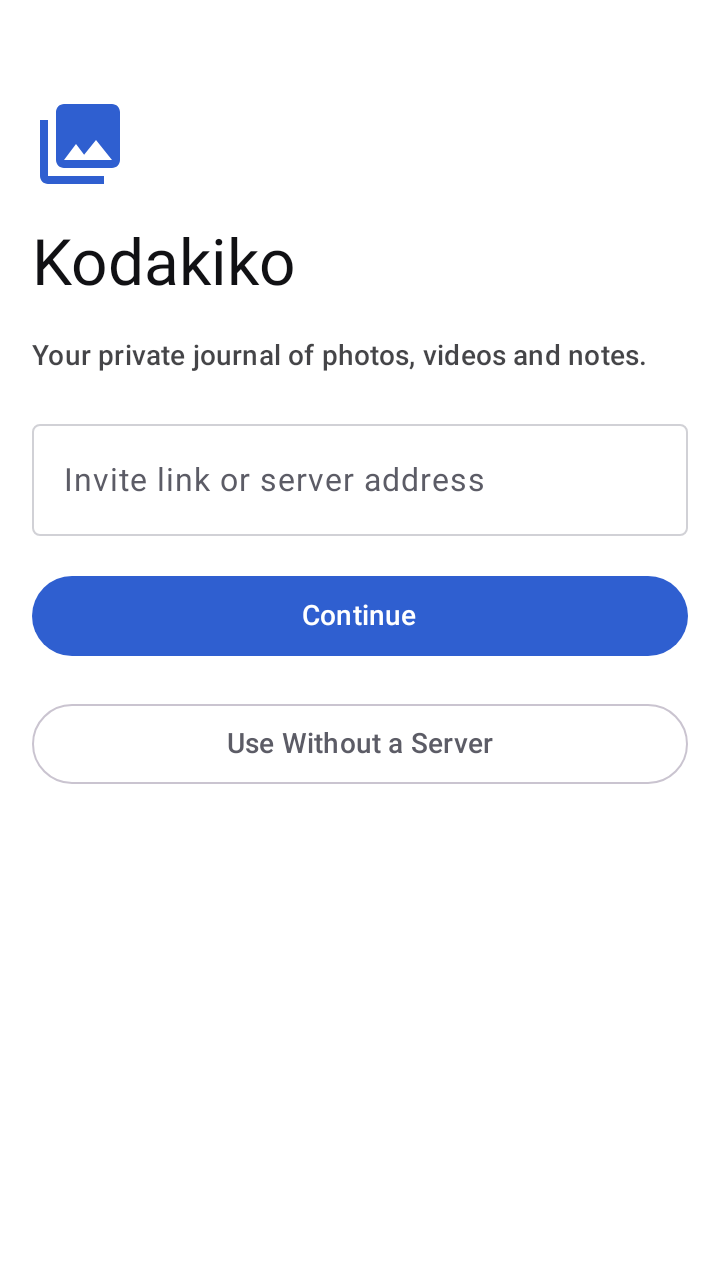 Kodakiko
Your private journal of photos, videos and notes.
Invite link or server address
Continue
Use Without a Server